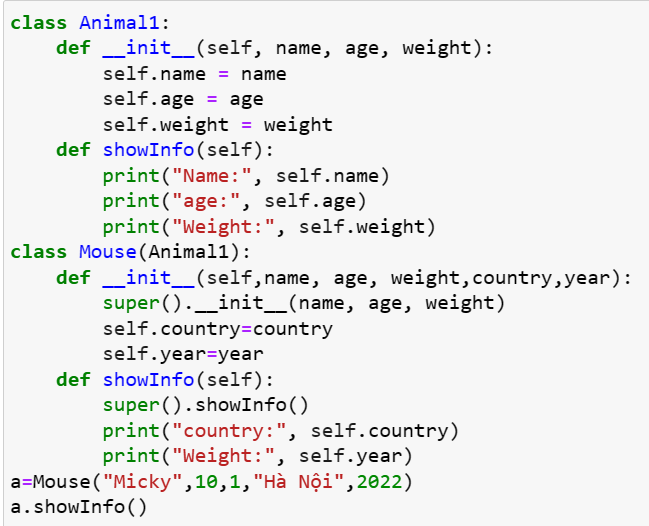 class Animal1:
    def __init__(self, name, age, weight):
        self.name = name
        self.age = age
        self.weight = weight
    def showInfo(self):
        print("Name:", self.name)
        print("age:", self.age)
        print("Weight:", self.weight)
class Mouse(Animal1):
    def __init__(self,name, age, weight,country,year):
        super().__init__(name, age, weight)
        self.country=country
        self.year=year
    def showInfo(self):
        super().showInfo()
        print("country:", self.country)
        print("Weight:", self.year)
a=Mouse("Micky",10,1,"Hà Nội",2022)
a.showInfo()